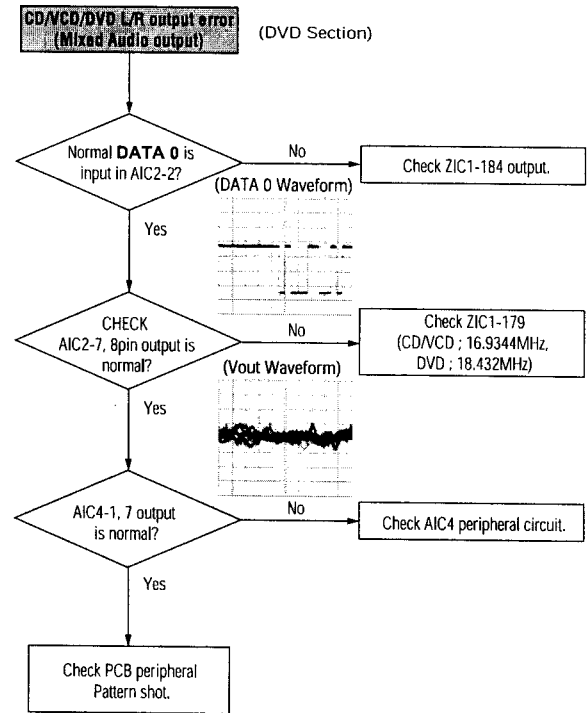 CD/VCD/DVD L/R output error
(Mixed Audio output)
(DVD Section)
Normal DATA 0 is
input in AIC2-2?
No
Check ZIC1-184 output.
(DATA 0 Waveform)
Yes
CHECK
AIC2-7, 8pin output is
normal?
No
Check ZIC1-179
(CD/VCD ; 16.9344MHz,
DVD ; 18.432MHz)
(Vout Waveform)
Yes
AIC4-1, 7 output
is normal?
No
Check AIC4 peripheral circuit.
Yes
Check PCB peripheral
Pattern shot.